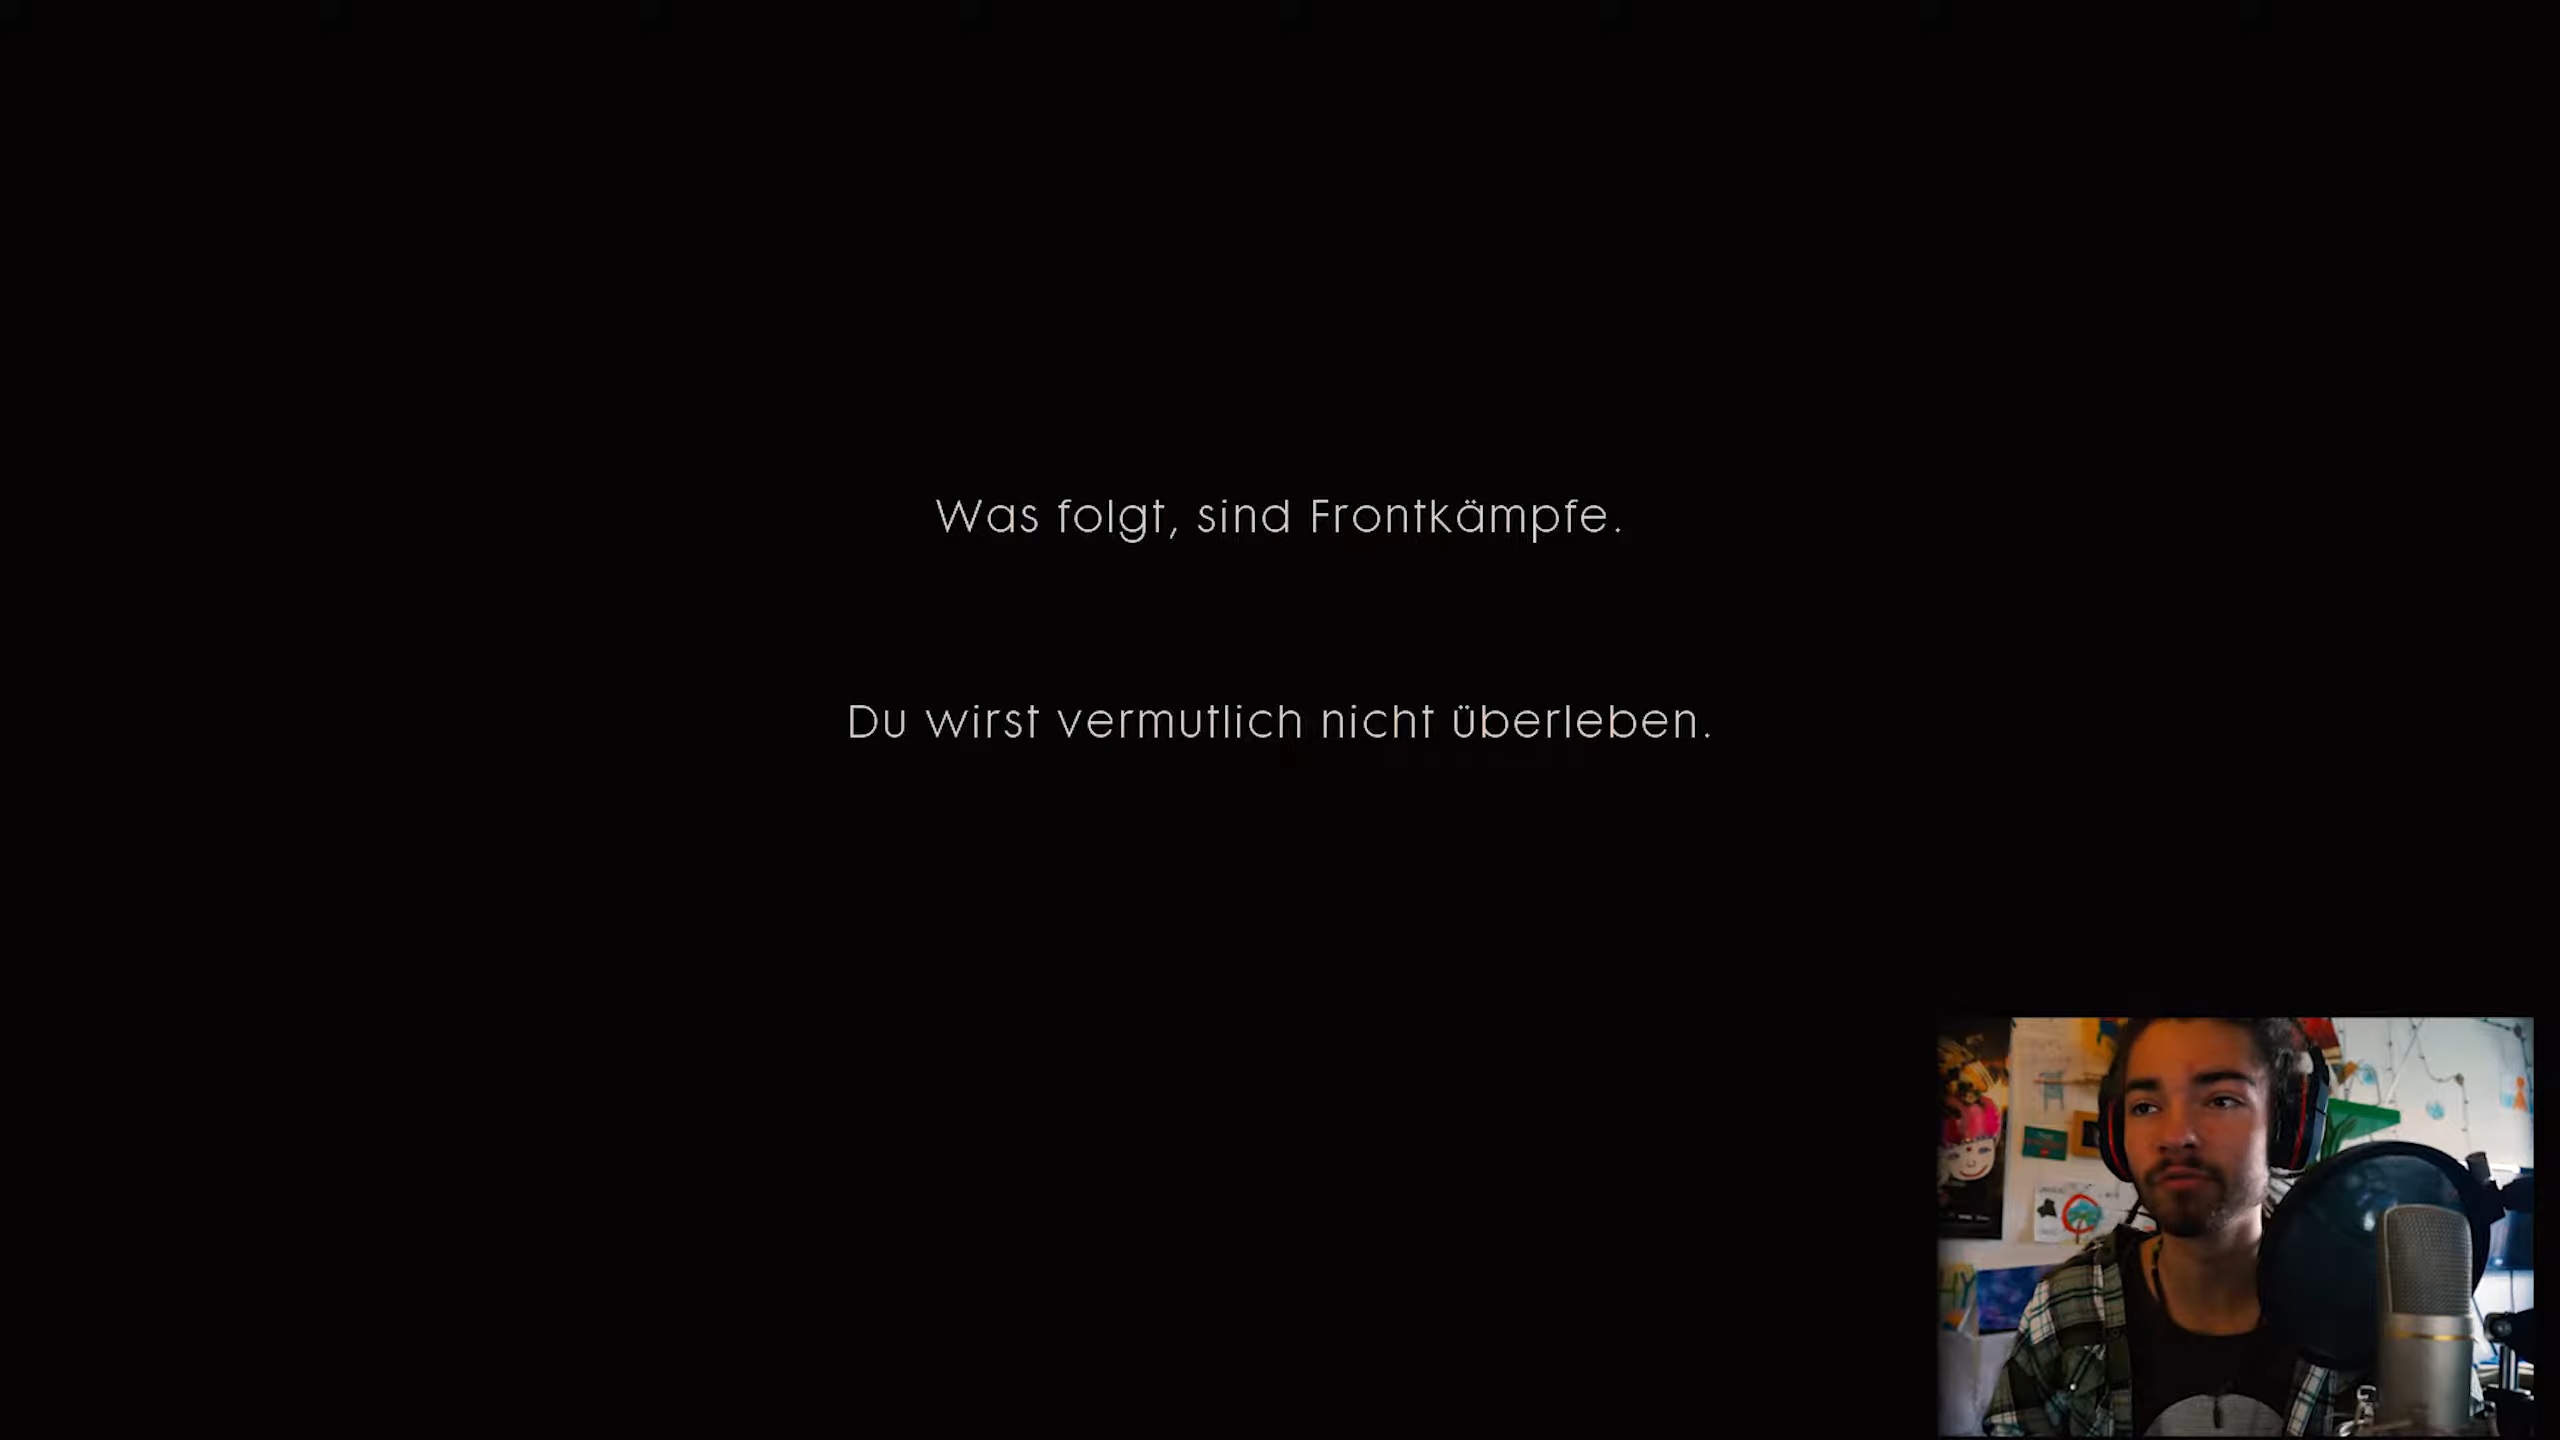 Was folgt, sind Frontkämpfe.
Du wirst vermutlich nicht überleben.